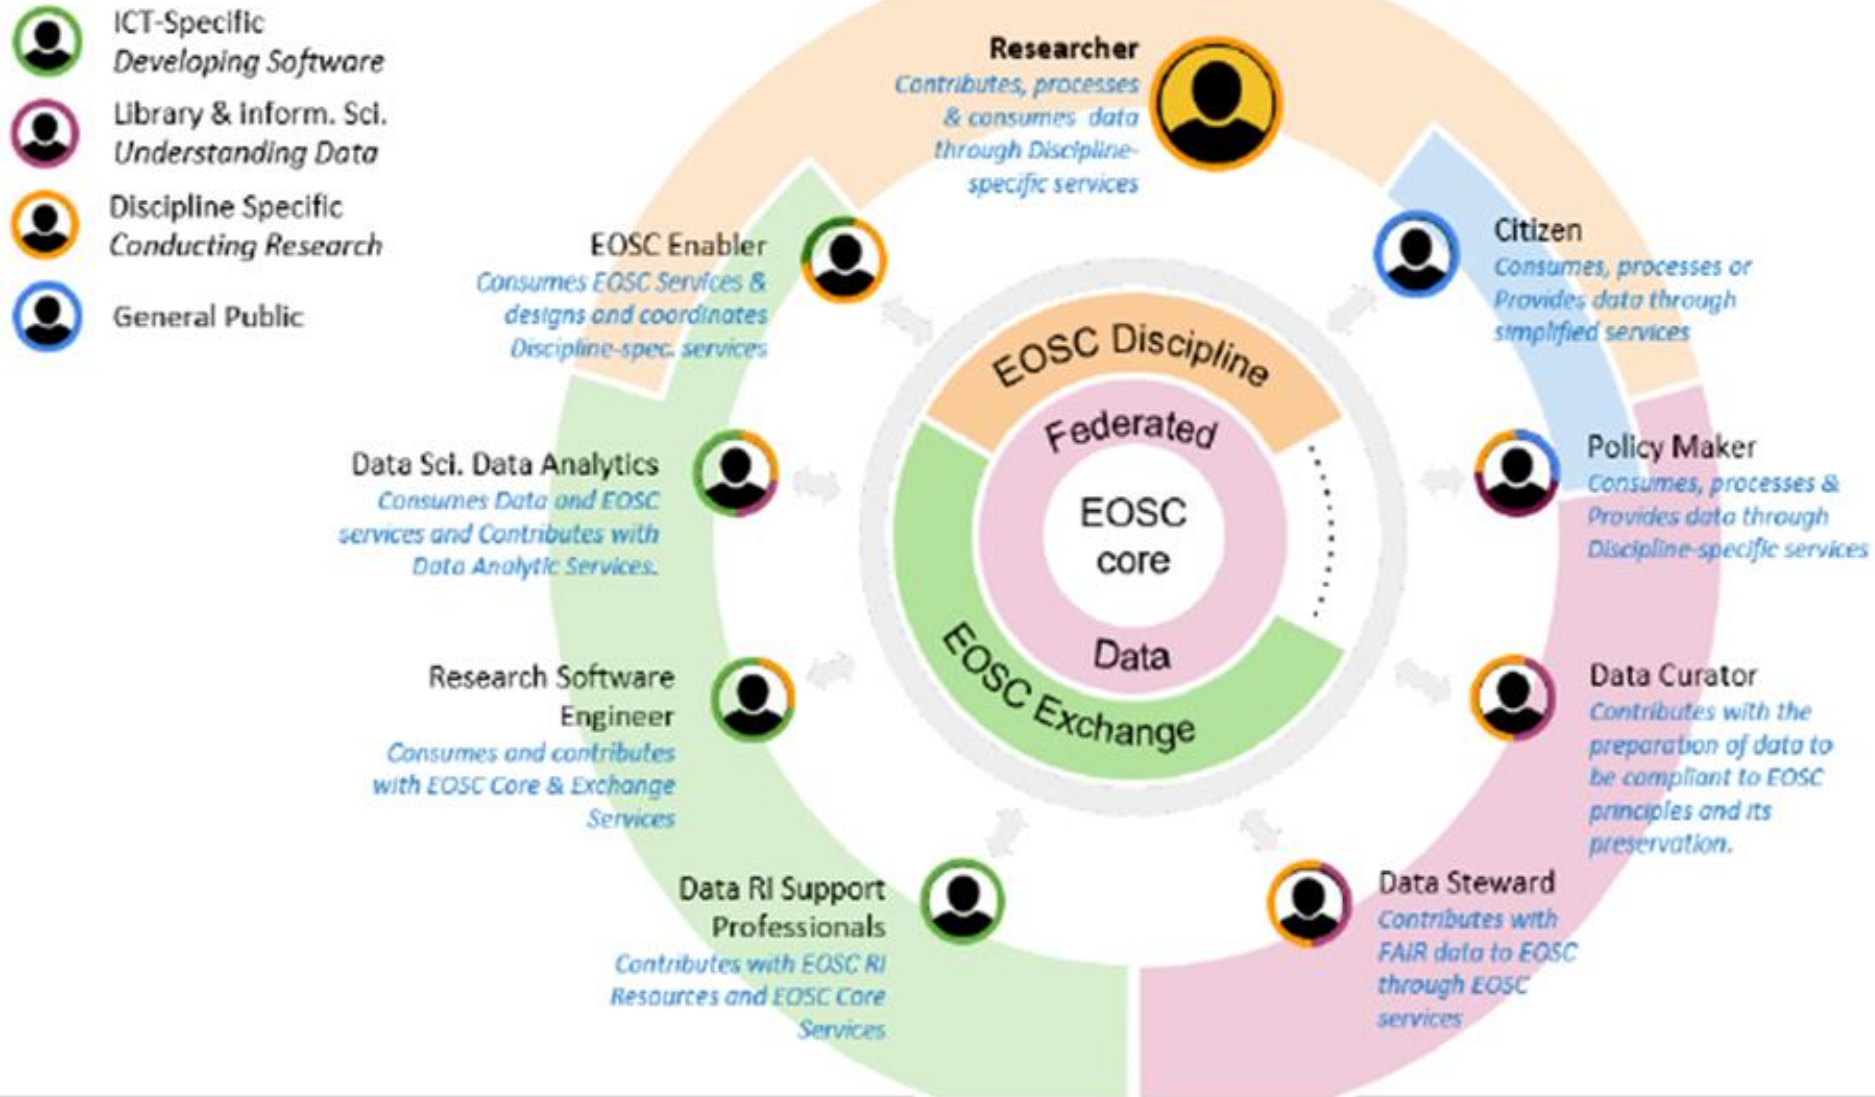 ICT-Specific
Developing Software
Library & inform. Sci.
Understanding Data
Discipline Specific
Conducting Research
General Public
Researcher
Contributes, processes
& consumes data
through Discipline-
specific services
EOSC Enabler
Consumes EOSC Services &
designs and coordinates
Discipline-spec. services
Citizen
Consumes, processes or
Provides data through
simplified services
Data Sci. Data Analytics
Consumes Data and EOSC
services and Contributes with
Data Analytic Services.
Policy Maker
Consumes, processes &
Provides data through
Discipline-specific services
EOSC Discipline
Federated
EOSC
core
Data
EOSC Exchange
Research Software
Engineer
Consumes and contributes
with EOSC Core & Exchange
Services
Data Curator
Contributes with the
preparation of data to
be compliant to EOSC
principles and its
preservation.
Data RI Support
Professionals
Contributes with EOSC RI
Resources and EOSC Core
Services
Data Steward
Contributes with
FAIR data to EOSC
through EOSC
services